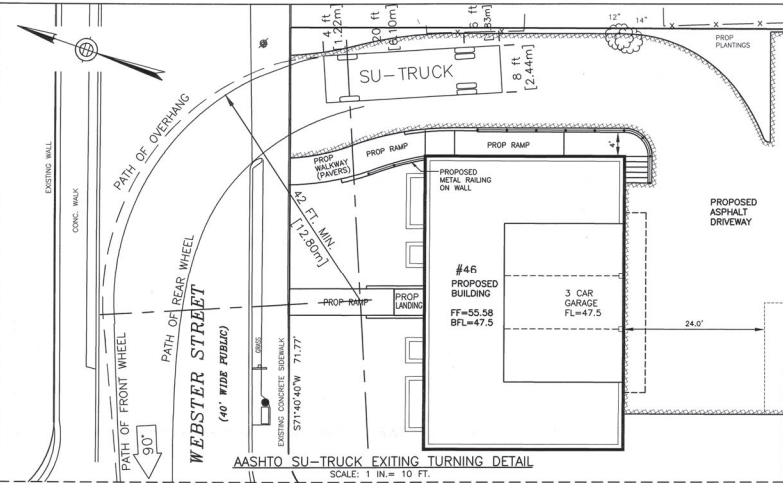 4 ft
[1.22m]
20 ft
[6.10m]
6 ft
[1.83m]
12"
14"
PROP
PLANTINGS
SU-TRUCK
8 ft
[2.44m]
PATH OF OVERHANG
EXISTING WALL
CONC. WALK
PROP
WALKWAY
(PAVERS)
PROP RAMP
PROP RAMP
4'
PROPOSED
METAL RAILING
ON WALL
42 FT. MIN.
[12.80m]
PROPOSED
ASPHALT
DRIVEWAY
#46
PROPOSED
BUILDING
FF=55.58
BFL=47.5
3 CAR
GARAGE
FL=47.5
PROP RAMP
PROP
LANDING
24.0'
PATH OF FRONT WHEEL
PATH OF REAR WHEEL
90°
WEBSTER STREET
(40' WIDE PUBLIC)
GRASS
EXISTING CONCRETE SIDEWALK
S71°40'40"W 71.77'
AASHTO SU-TRUCK EXITING TURNING DETAIL
SCALE: 1 IN.= 10 FT.